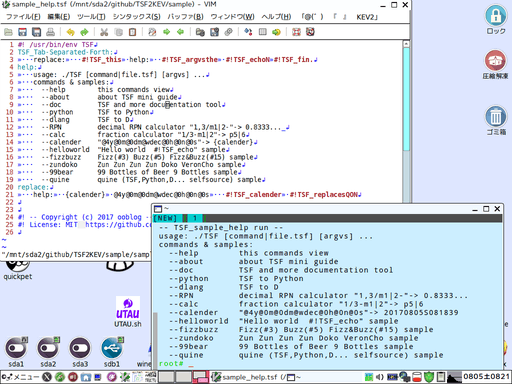 sample_help.tsf (/mnt/sda2/github/TSF2KEV/sample) - VIM
ファイル(F) 編集(E) ツール(T) シンタックス(S) バッファ(B) ウィンドウ(W) ヘルプ(H) 「@(´ 」 「 」 KEV2」
1 #! /usr/bin/env TSF
2 TSF_Tab-Separated-Forth:
3 »···replace:»···#!TSF_this»·help:»···#!TSF_argvsthe»···#!TSF_echoN»···#!TSF_fin.
4 help:
5 »···usage: ./TSF [command|file.tsf] [argvs] ...
6 »···commands & samples:
7 »··· --help this commands view
8 »··· --about about TSF mini guide
9 »··· --doc TSF and more documentation tool
10 »··· --python TSF to Python
11 »··· --dlang TSF to D
12 »··· --RPN decimal RPN calculator "1,3/m1|2-"-> 0.8333...
13 »··· --calc fraction calculator "1/3-m1|2-"-> p5|6
14 »··· --calender "@4y@0m@0dm@wdec@0h@0n@0s"-> {calender}
15 »··· --helloworld "Hello world #!TSF_echo" sample
16 »··· --fizzbuzz Fizz(#3) Buzz(#5) Fizz&Buzz(#15) sample
17 »··· --zundoko Zun Zun Zun Zun Doko VeronCho sample
18 »··· --99bear 99 Bottles of Beer 9 Bottles sample
19 »··· --quine quine (TSF,Python,D... selfsource) sample
20 replace:
21 »···help:»···{calender}»···@4y@0m@0dm@wdec@0h@0n@0s»···#!TSF_calender»···#!TSF_replacesQON
22
23
24 #! -- Copyright (c) 2017 ooblog --
25 #! License: MIT https://github.co
26
~
~
"/mnt/sda2/github/TSF2KEV/sample/samp
ロック
圧縮解凍
ゴミ箱
quickpet
UTAU
UTAU.sh
sda1
sda2
sda3
sdb1
~
[NEW] 1
-- TSF_sample_help run --
usage: ./TSF [command|file.tsf] [argvs] ...
commands & samples:
--help this commands view
--about about TSF mini guide
--doc TSF and more documentation tool
--python TSF to Python
--dlang TSF to D
--RPN decimal RPN calculator "1,3/m1|2-"-> 0.8333...
--calc fraction calculator "1/3-m1|2-"-> p5|6
--calender "@4y@0m@0dm@wdec@0h@0n@0s"-> 201708055081839
--helloworld "Hello world #!TSF_echo" sample
--fizzbuzz Fizz(#3) Buzz(#5) Fizz&Buzz(#15) sample
--zundoko Zun Zun Zun Zun Doko VeronCho sample
--99bear 99 Bottles of Beer 9 Bottles sample
--quine quine (TSF,Python,D... selfsource) sample
root#
メニュー
sample_help.tsf (/
~
0805±0821